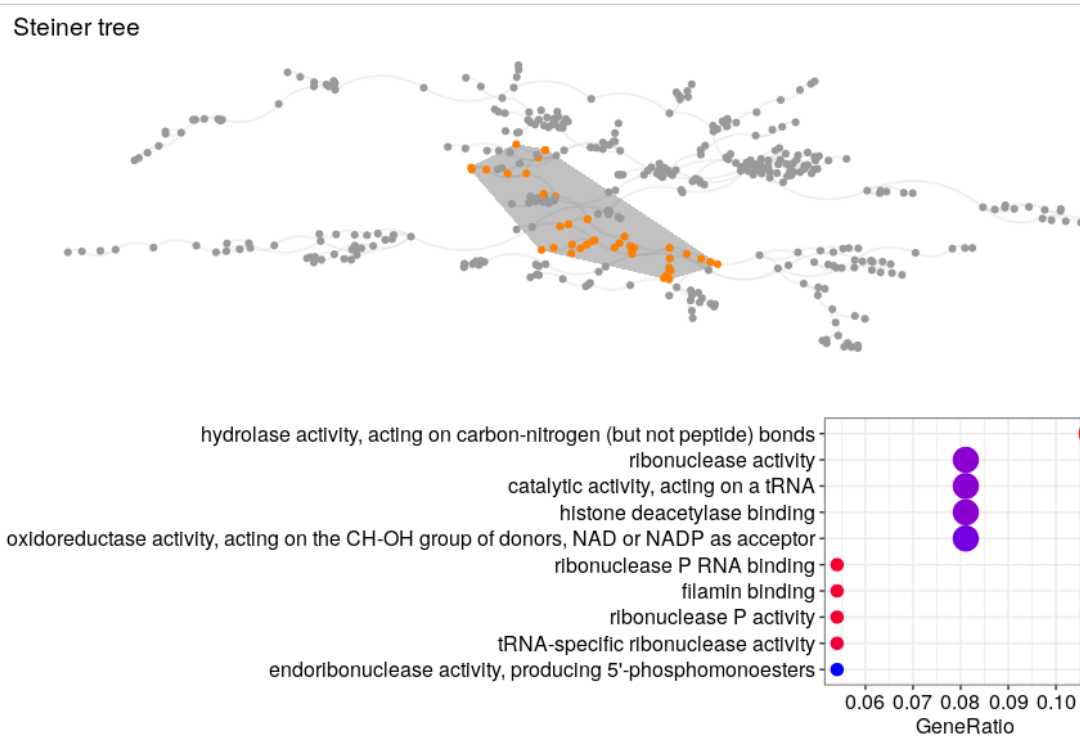 Steiner tree
hydrolase activity, acting on carbon-nitrogen (but not peptide) bonds
ribonuclease activity
catalytic activity, acting on a tRNA
histone deacetylase binding
oxidoreductase activity, acting on the CH-OH group of donors, NAD or NADP as acceptor
ribonuclease P RNA binding
filamin binding
ribonuclease P activity
tRNA-specific ribonuclease activity
endoribonuclease activity, producing 5'-phosphomonoesters
0.06 0.07 0.08 0.09 0.10
GeneRatio